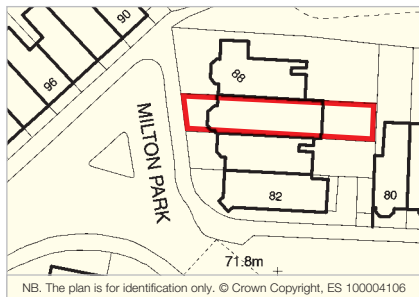 90
96
88
MILTON PARK
82
80
71.8m
NB. The plan is for identification only. © Crown Copyright, ES 100004106